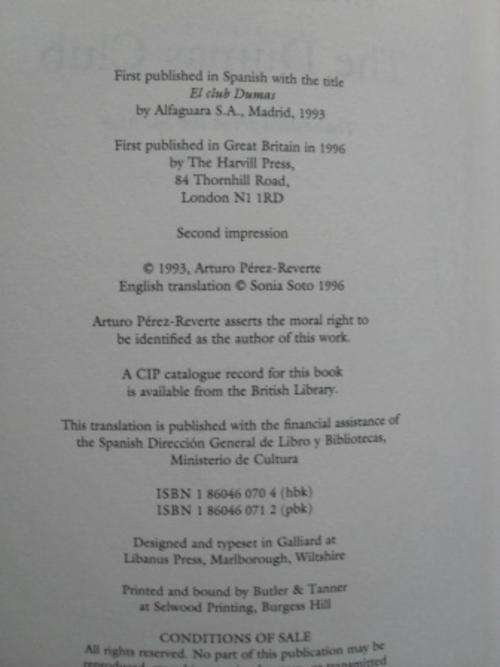 First published in Spanish with the title
El club Dumas
by Alfaguara S.A., Madrid, 1993
First published in Great Britain in 1996
by The Harvill Press,
84 Thornhill Road,
London N1 1RD
Second impression
© 1993, Arturo Pérez-Reverte
English translation © Sonia Soto 1996
Arturo Pérez-Reverte asserts the moral right to
be identified as the author of this work.
A CIP catalogue record for this book
is available from the British Library.
This translation is published with the financial assistance of
the Spanish Dirección General de Libro y Bibliotecas,
Ministerio de Cultura
ISBN 1 86046 070 4 (hbk)
ISBN 1 86046 071 2 (pbk)
Designed and typeset in Galliard at
Libanus Press, Marlborough, Wiltshire
Printed and bound by Butler & Tanner
at Selwood Printing, Burgess Hill
CONDITIONS OF SALE
All rights reserved. No part of this publication may be
transmitted